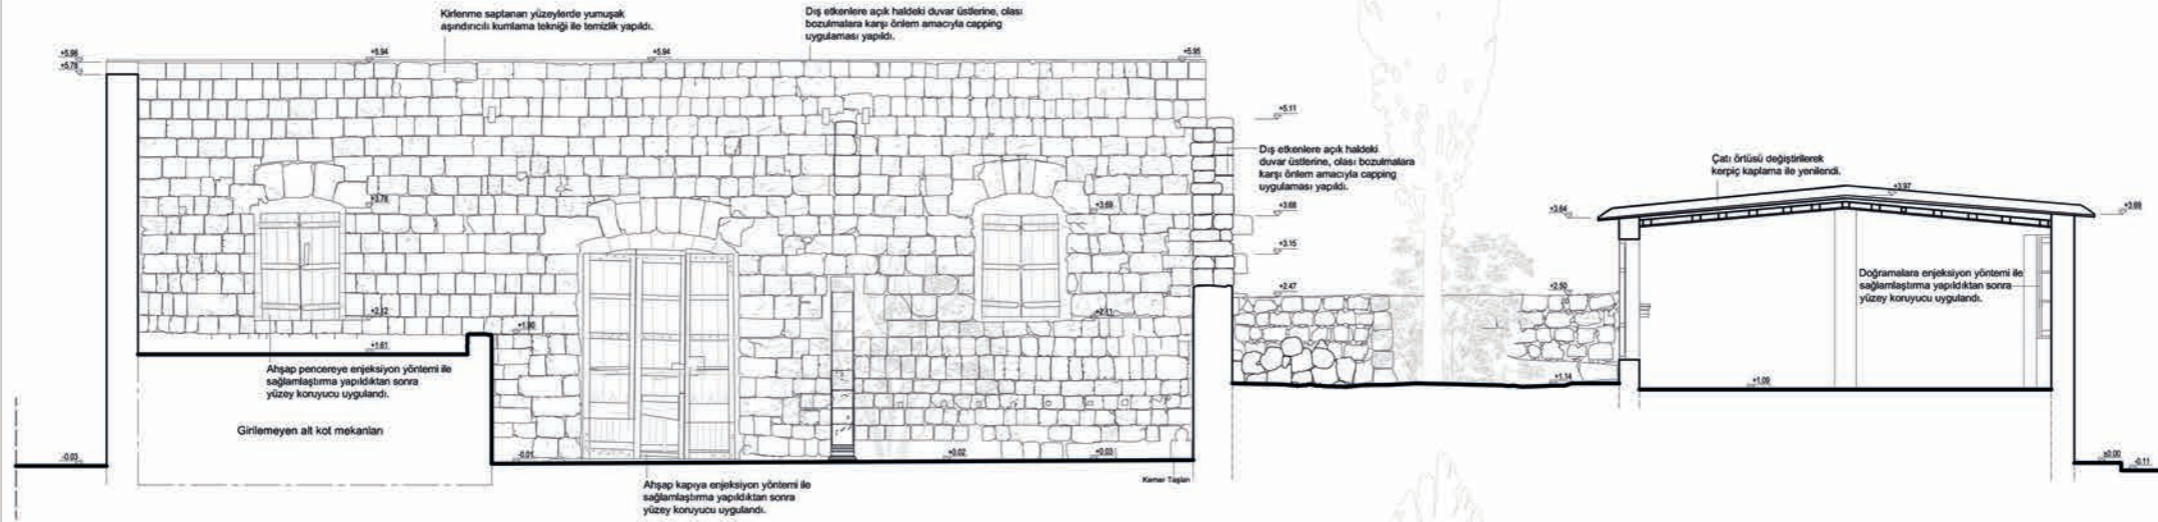 Kirlenme saptanan yüzeylerde yumuşak
aşındırıcılı kumlama tekniği ile temizlik yapıldı.
Dış etkenlere açık haldeki duvar üstlerine, olası
bozulmalara karşı önlem amacıyla capping
uygulaması yapıldı.
+5.96
+5.78
+5.94
+5.94
+5.95
+5.11
Dış etkenlere açık haldeki
duvar üstlerine, olası bozulmalara
karşı önlem amacıyla capping
uygulaması yapıldı.
Çatı örtüsü değiştirilerek
kerpiç kaplama ile yenilendi.
+3.97
+3.78
+3.69
+3.68
+3.64
+3.69
+3.15
Doğramalara enjeksiyon yöntemi ile
sağlamlaştırma yapıldıktan sonra
yüzey koruyucu uygulandı.
+2.47
+2.50
+2.12
+2.11
+1.90
+1.61
Ahşap pencereye enjeksiyon yöntemi ile
sağlamlaştırma yapıldıktan sonra
yüzey koruyucu uygulandı.
+1.14
+1.09
Girilemeyen alt kot mekanları
-0.03
-0.01
+0.02
+0.03
±0.00
-0.11
Kemer Taşları
Ahşap kapıya enjeksiyon yöntemi ile
sağlamlaştırma yapıldıktan sonra
yüzey koruyucu uygulandı.